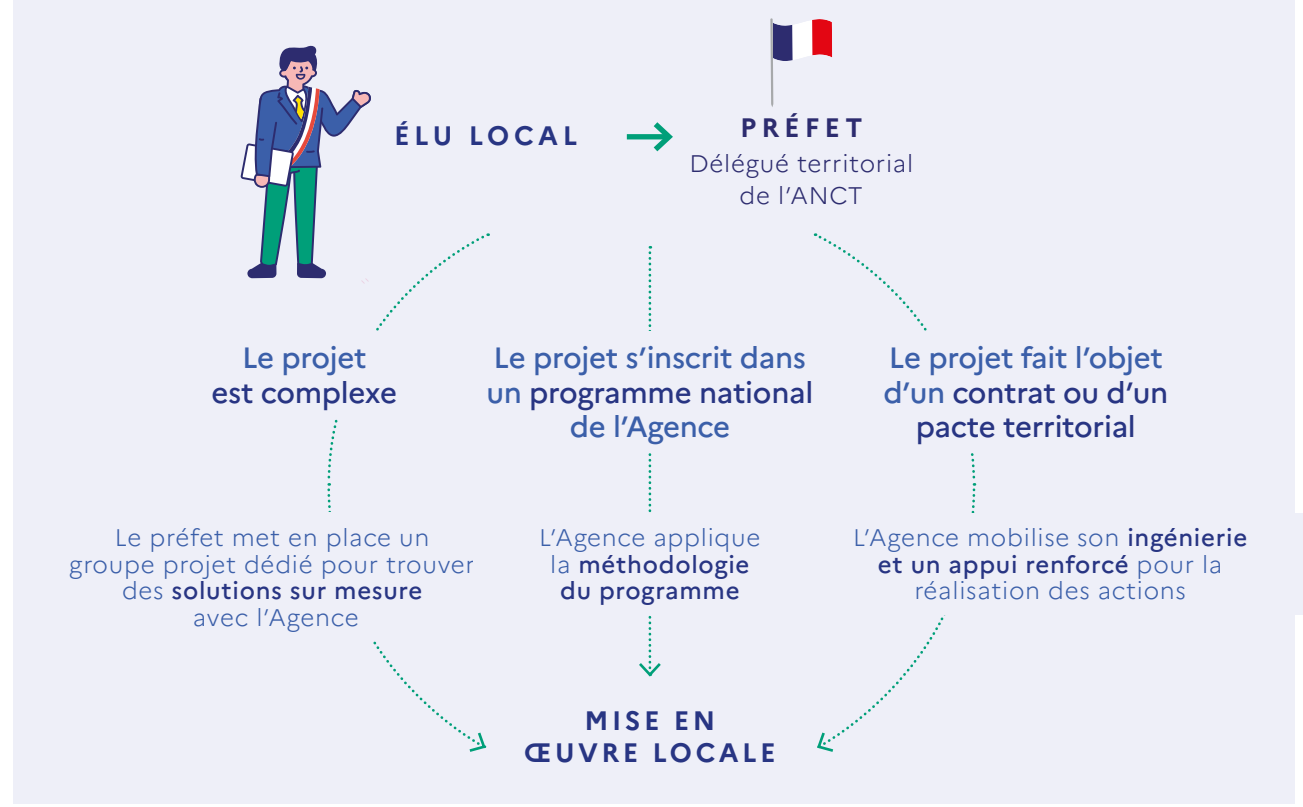 ÉLU LOCAL
PRÉFET
Délégué territorial
de l'ANCT
Le projet
est complexe
Le projet s'inscrit dans
un programme national
de l'Agence
Le projet fait l'objet
d'un contrat ou d'un
pacte territorial
Le préfet met en place un
groupe projet dédié pour trouver
des solutions sur mesure
avec l'Agence
L'Agence applique
la méthodologie
du programme
L'Agence mobilise son ingénierie
et un appui renforcé pour la
réalisation des actions
MISE EN
ŒUVRE LOCALE